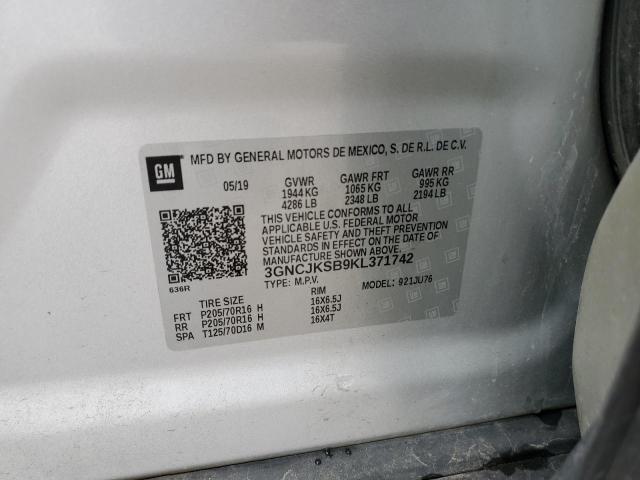 GM
MFD BY GENERAL MOTORS DE MEXICO, S. DE R.L. DE C.V.
05/19 GVWR GAWR FRT GAWR RR
1944 KG 1065 KG 995 KG
4286 LB 2348 LB 2194 LB
THIS VEHICLE CONFORMS TO ALL
APPLICABLE U.S. FEDERAL MOTOR
VEHICLE SAFETY AND THEFT PREVENTION
STANDARDS IN EFFECT ON THE DATE OF
MANUFACTURE SHOWN ABOVE.
3GNCJKSB9KL371742
TYPE: M.P.V. MODEL: 921JU76
636R
TIRE SIZE RIM
FRT P205/70R16 H 16X6.5J
RR P205/70R16 H 16X6.5J
SPA T125/70D16 M 16X4T